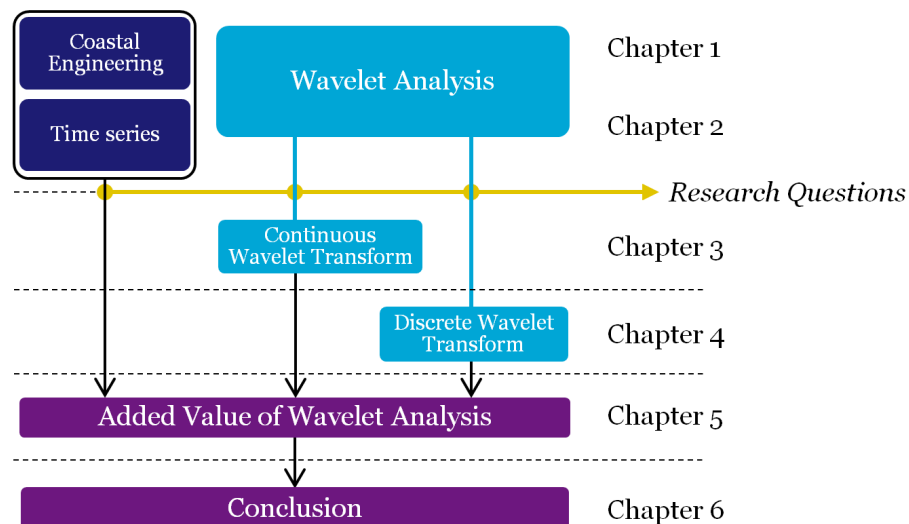 Coastal
Engineering
Wavelet Analysis
Chapter 1
Time series
Chapter 2
Research Questions
Continuous
Wavelet Transform
Chapter 3
Discrete Wavelet
Transform
Chapter 4
Added Value of Wavelet Analysis
Chapter 5
Conclusion
Chapter 6